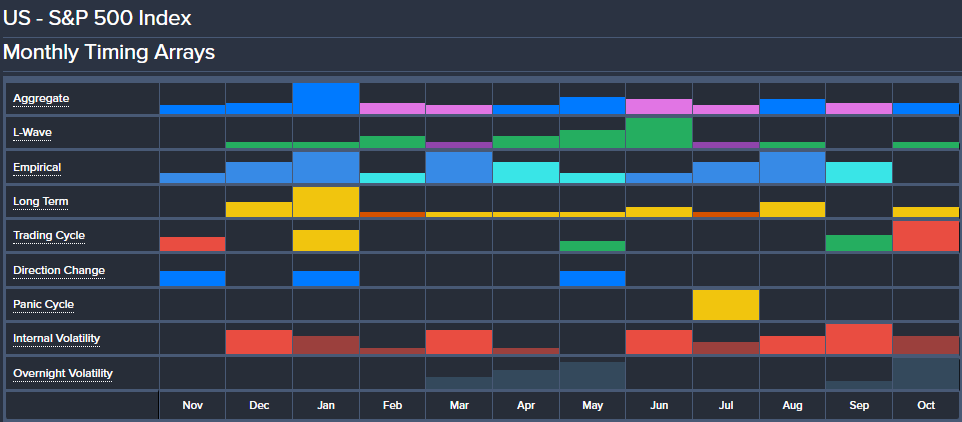 US - S&P 500 Index
Monthly Timing Arrays
Aggregate
L-Wave
Empirical
Long Term
Trading Cycle
Direction Change
Panic Cycle
Internal Volatility
Overnight Volatility
Nov Dec Jan Feb Mar Apr May Jun Jul Aug Sep Oct